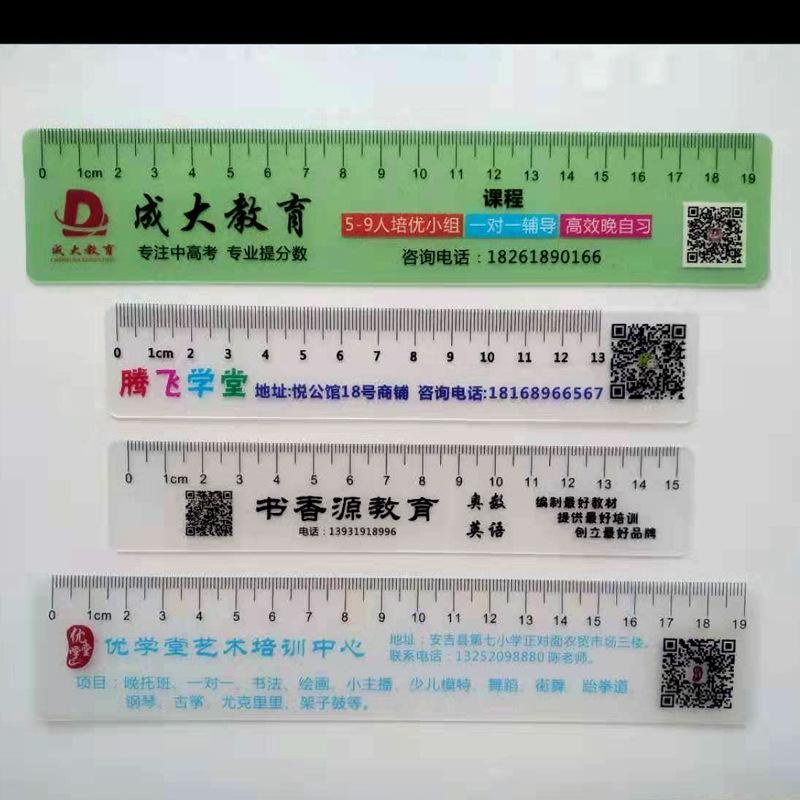 0 1cm 2 3 4 5 6 7 8 9 10 11 12 13 14 15 16 17 18 19
成大教育
成大教育
专注中高考 专业提分数
课程
5-9人培优小组 一对一辅导 高效晚自习
咨询电话：18261890166
0 1cm 2 3 4 5 6 7 8 9 10 11 12 13
腾飞学堂 地址:悦公馆18号商铺 咨询电话:18168966567
0 1cm 2 3 4 5 6 7 8 9 10 11 12 13 14 15
书香源教育
电话：13931918996
奥数
英语
编制最好教材
提供最好培训
创立最好品牌
0 1cm 2 3 4 5 6 7 8 9 10 11 12 13 14 15 16 17 18 19
优学堂
优学堂艺术培训中心
地址：安吉县第七小学正对面农贸市场三楼。
联系电话：13252098880 陈老师。
项目：晚托班、一对一、书法、绘画、小主播、少儿模特、舞蹈、街舞、跆拳道、
钢琴、古筝、尤克里里、架子鼓等。